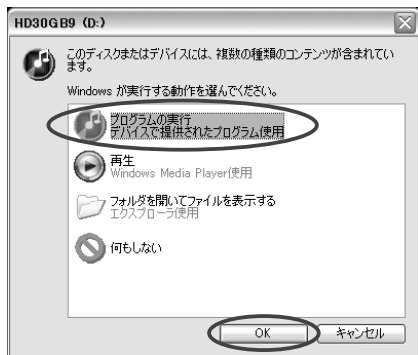 HD30GB9 (D:)
このディスクまたはデバイスには、複数の種類のコンテンツが含まれてい
ます。
Windows が実行する動作を選んでください。
プログラムの実行
デバイスで提供されたプログラム使用
再生
Windows Media Player使用
フォルダを開いてファイルを表示する
エクスプローラ使用
何もしない
OK
キャンセル